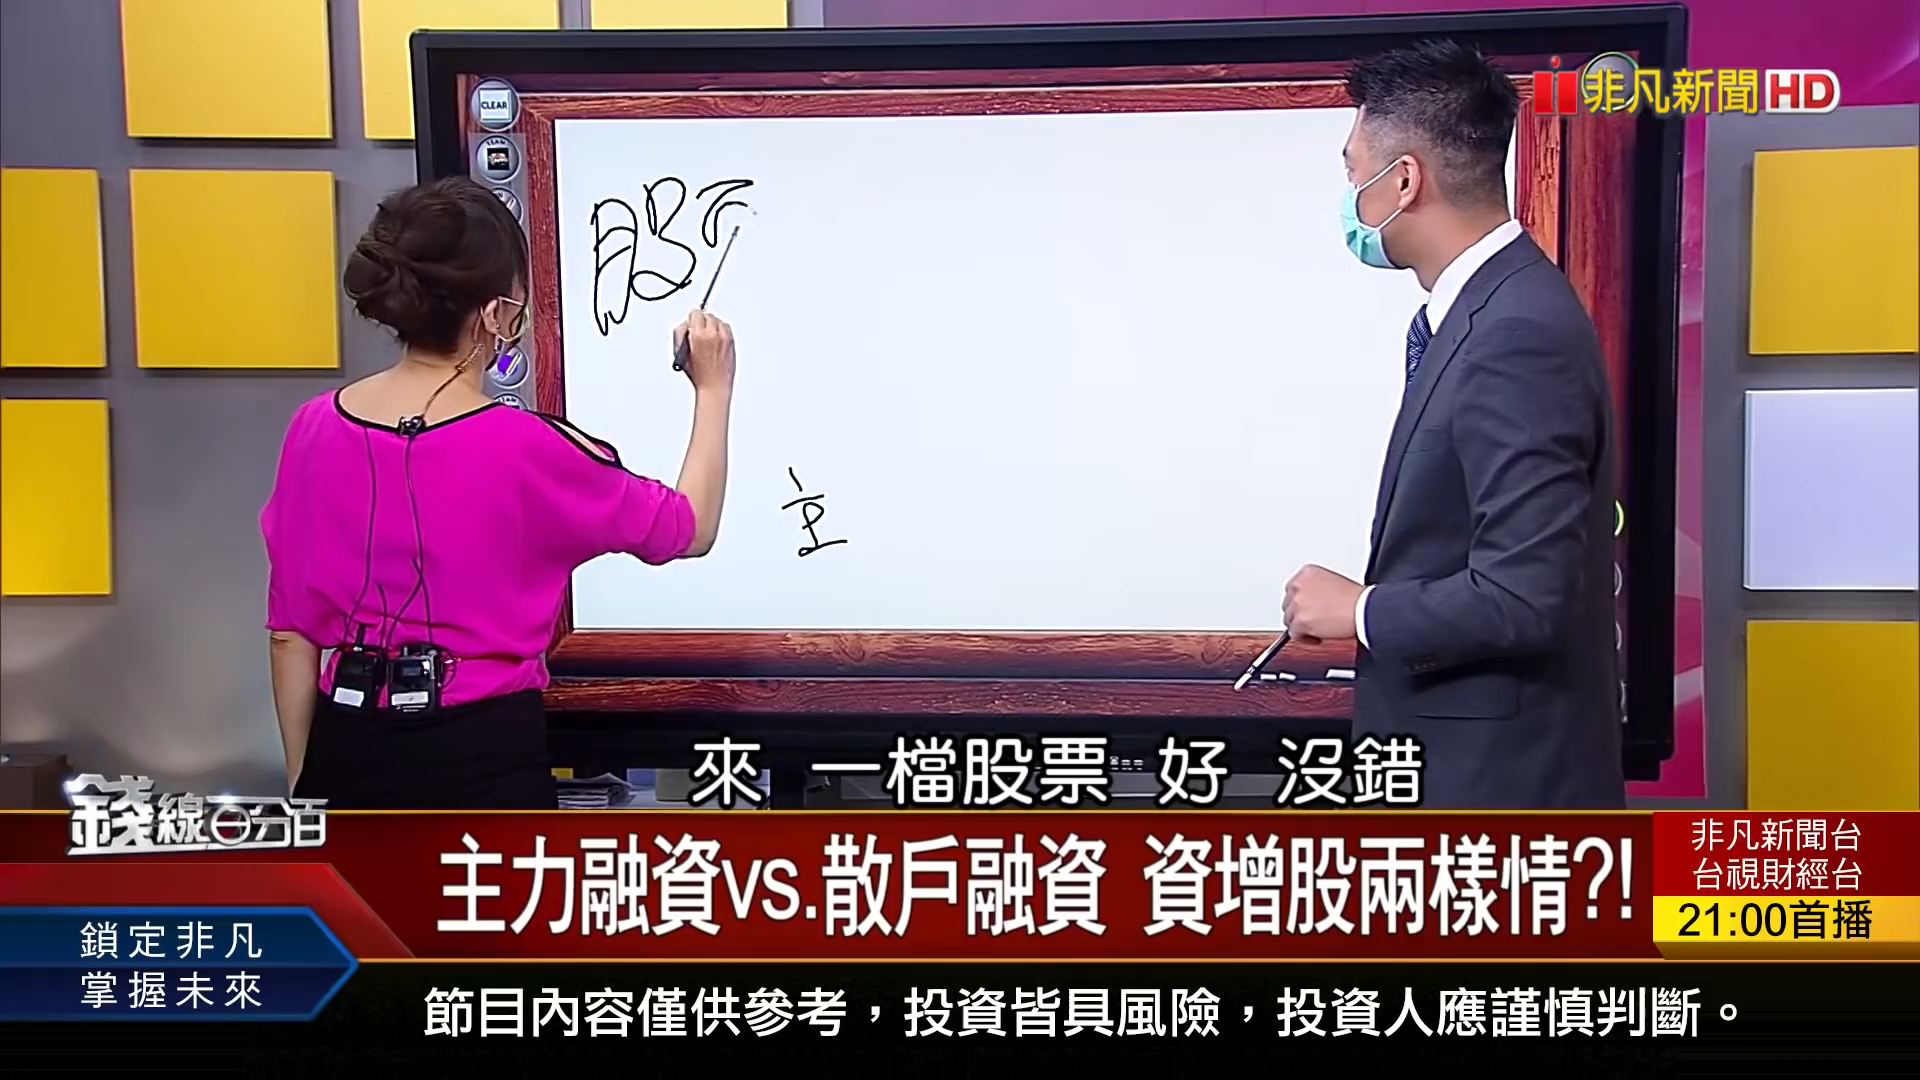 非凡新聞HD
CLEAR
股
主
來 一檔股票 好 沒錯
錢線百分百
主力融資vs.散戶融資 資增股兩樣情?!
非凡新聞台
台視財經台
21:00首播
鎖定非凡
掌握未來
節目內容僅供參考，投資皆具風險，投資人應謹慎判斷。